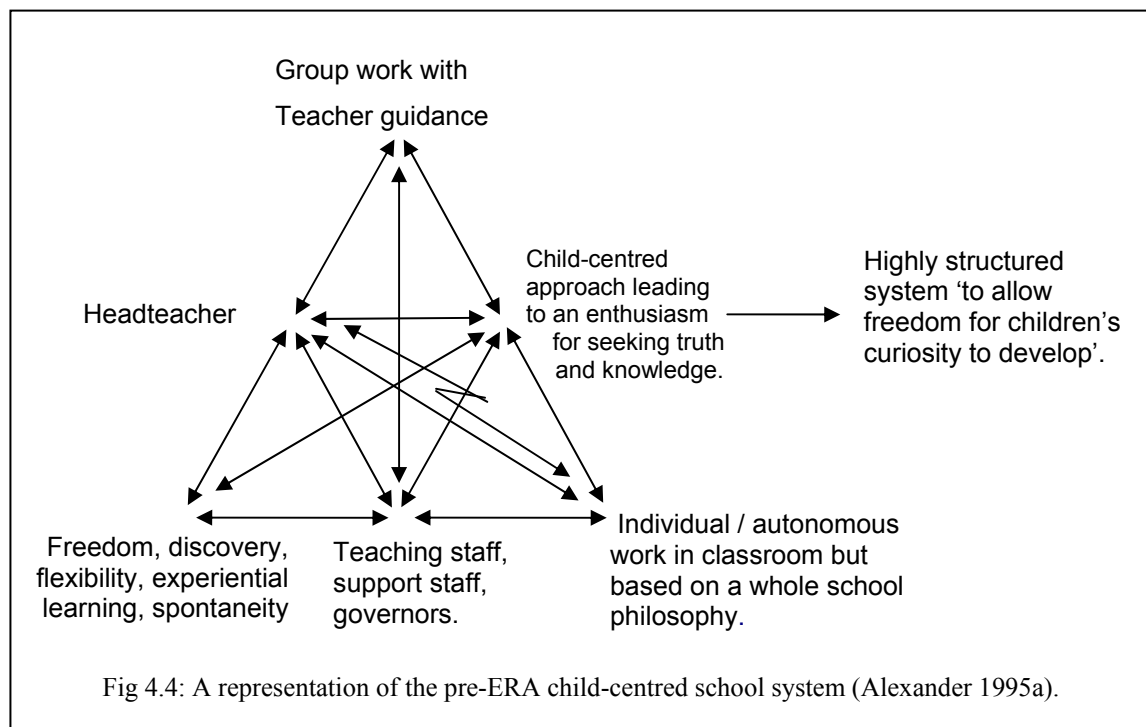 Group work with
Teacher guidance
Headteacher
Child-centred
approach leading
to an enthusiasm
for seeking truth
and knowledge.
Highly structured
system ‘to allow
freedom for children’s
curiosity to develop’.
Freedom, discovery,
flexibility, experiential
learning, spontaneity
Teaching staff,
support staff,
governors.
Individual / autonomous
work in classroom but
based on a whole school
philosophy.
Fig 4.4: A representation of the pre-ERA child-centred school system (Alexander 1995a).